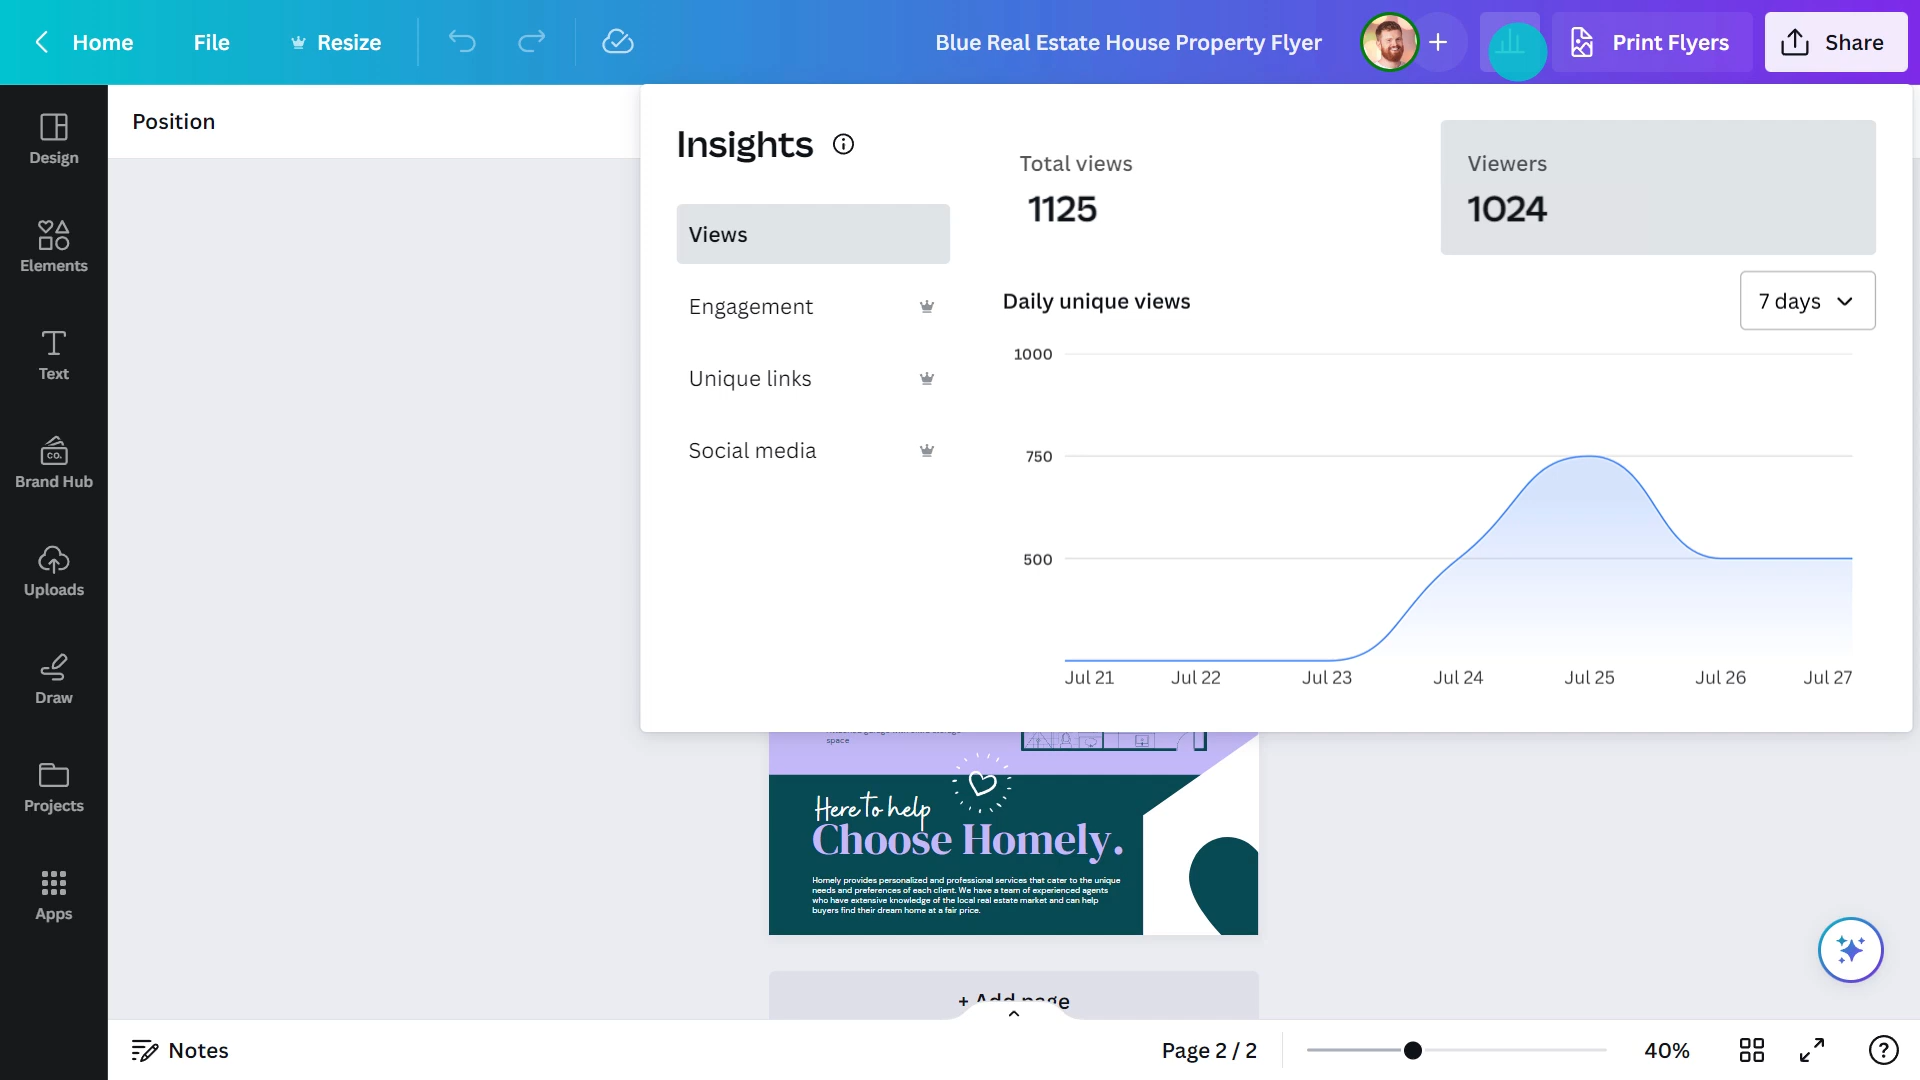 Home
File
Resize
Blue Real Estate House Property Flyer
Print Flyers
Share
Design
Elements
Text
CO.
Brand Hub
Uploads
Draw
Projects
Apps
Position
Insights
Views
Engagement
Unique links
Social media
Total views
1125
Viewers
1024
Daily unique views
7 days
1000
750
500
Jul 21
Jul 22
Jul 23
Jul 24
Jul 25
Jul 26
Jul 27
space
Here to help
Choose Homely.
Homely provides personalized and professional services that cater to the unique
needs and preferences of each client. We have a team of experienced agents
who have extensive knowledge of the local real estate market and can help
buyers find their dream home at a fair price.
+ Add page
Notes
Page 2 / 2
40%